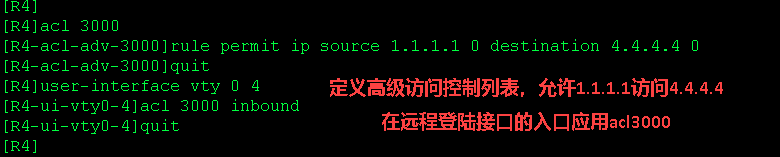 [R4]
[R4]acl 3000
[R4-acl-adv-3000]rule permit ip source 1.1.1.1 0 destination 4.4.4.4 0
[R4-acl-adv-3000]quit
[R4]user-interface vty 0 4
定义高级访问控制列表，允许1.1.1.1访问4.4.4.4
[R4-ui-vty0-4]acl 3000 inbound
在远程登陆接口的入口应用acl3000
[R4-ui-vty0-4]quit
[R4]